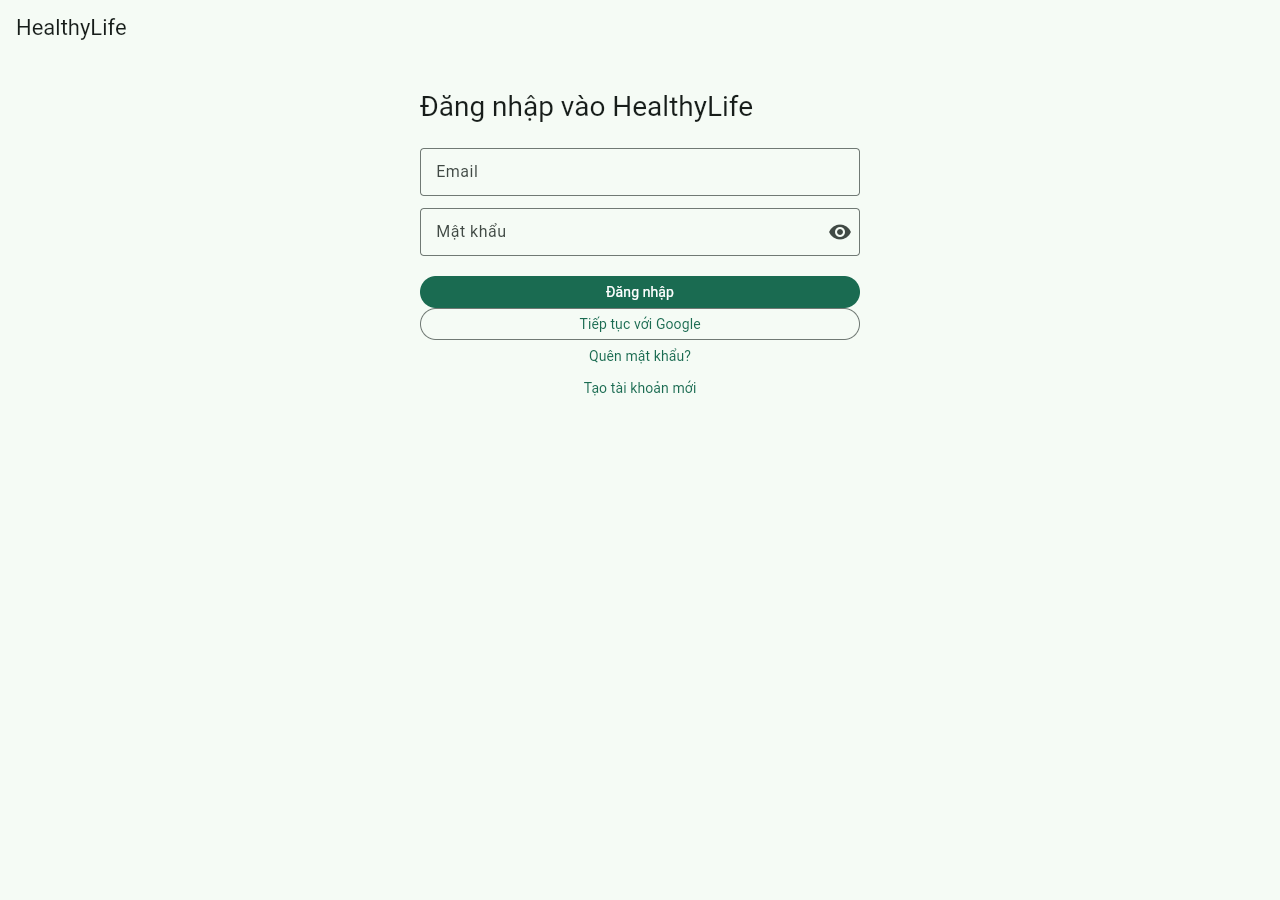 HealthyLife
Đăng nhập vào HealthyLife
Email
Mật khẩu
Đăng nhập
Tiếp tục với Google
Quên mật khẩu?
Tạo tài khoản mới